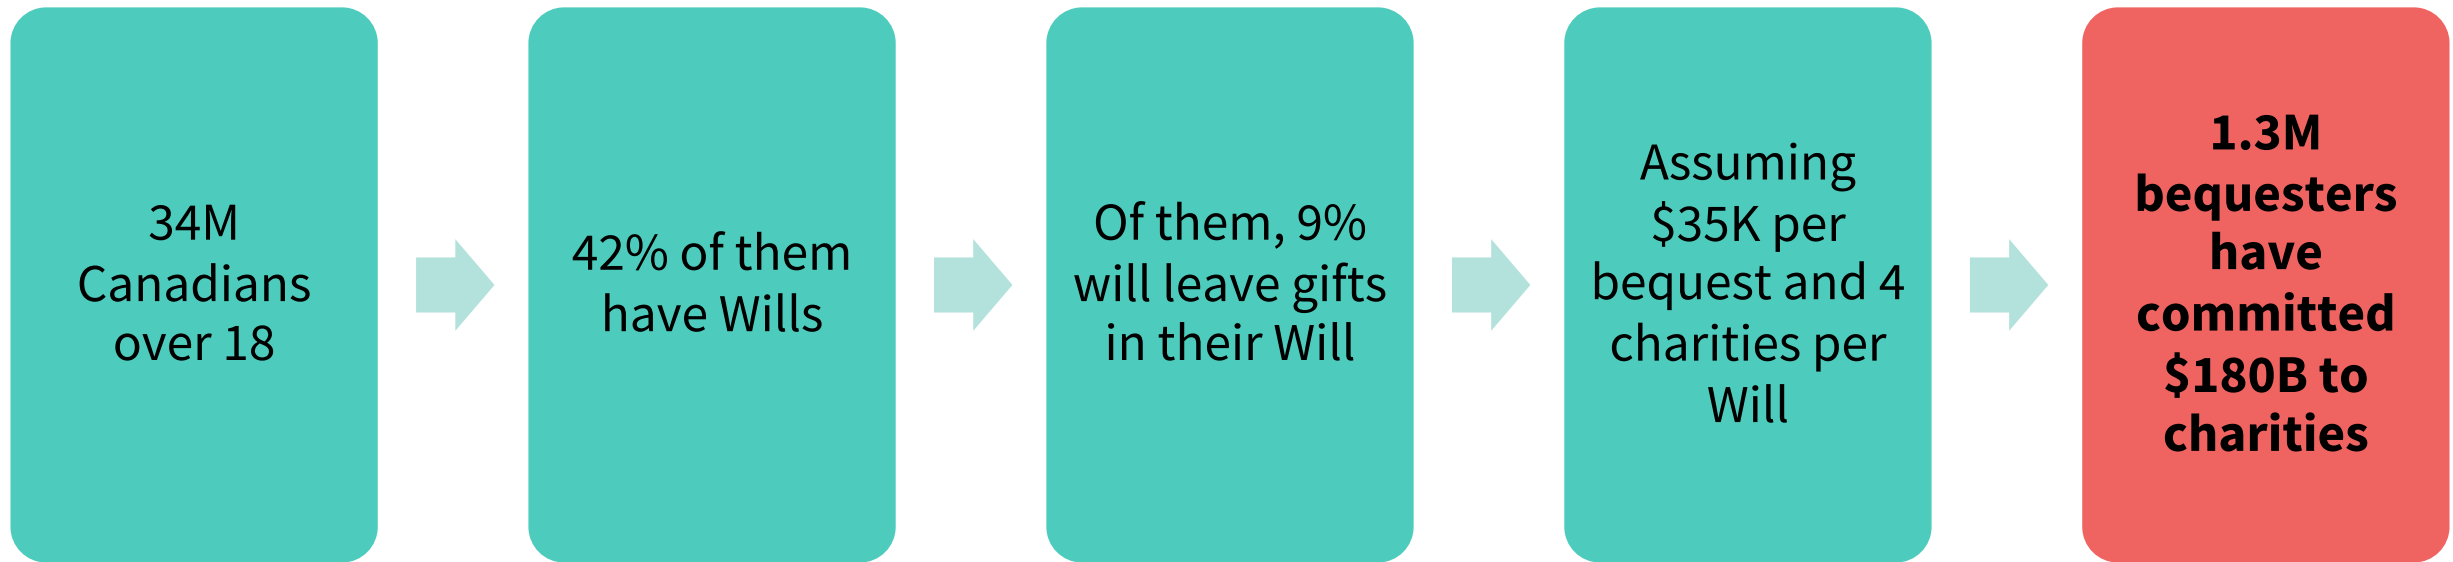 34M
Canadians
over 18
42% of them
have Wills
Of them, 9%
will leave gifts
in their Will
Assuming
$35K per
bequest and 4
charities per
Will
1.3M
bequesters
have
committed
$180B to
charities